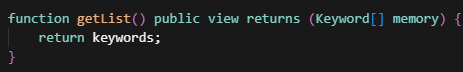 function getList() public view returns (Keyword[] memory) {
    return keywords;
}